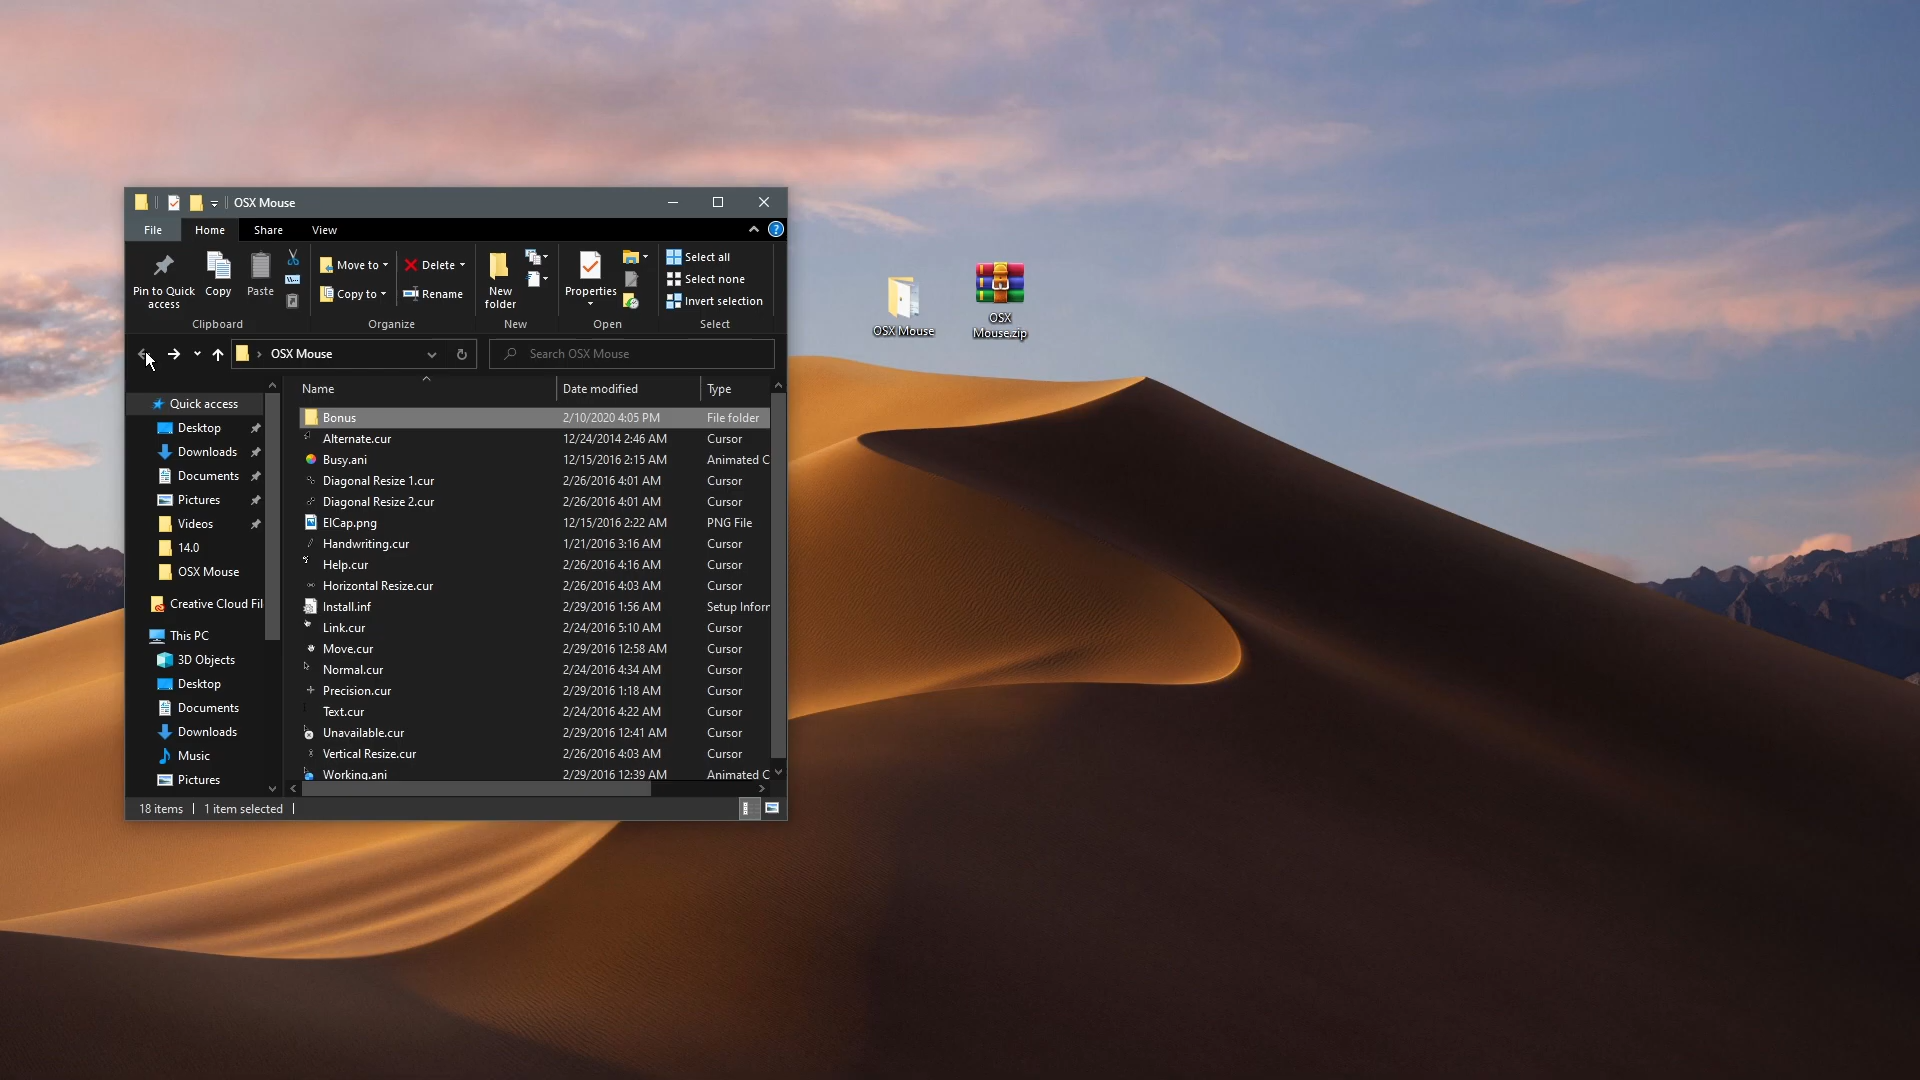 OSX Mouse
File Home Share View
Pin to Quick access
Copy
Paste
Move to
Copy to
Delete
Rename
New folder
Properties
Select all
Select none
Invert selection
Clipboard Organize New Open Select
OSX Mouse
Search OSX Mouse
Quick access
Desktop
Downloads
Documents
Pictures
Videos
14.0
OSX Mouse
Creative Cloud Fil
This PC
3D Objects
Desktop
Documents
Downloads
Music
Pictures
Name Date modified Type
Bonus 2/10/2020 4:05 PM File folder
Alternate.cur 12/24/2014 2:46 AM Cursor
Busy.ani 12/15/2016 2:15 AM Animated C
Diagonal Resize 1.cur 2/26/2016 4:01 AM Cursor
Diagonal Resize 2.cur 2/26/2016 4:01 AM Cursor
ElCap.png 12/15/2016 2:22 AM PNG File
Handwriting.cur 1/21/2016 3:16 AM Cursor
Help.cur 2/26/2016 4:16 AM Cursor
Horizontal Resize.cur 2/26/2016 4:03 AM Cursor
Install.inf 2/29/2016 1:56 AM Setup Inforr
Link.cur 2/24/2016 5:10 AM Cursor
Move.cur 2/29/2016 12:58 AM Cursor
Normal.cur 2/24/2016 4:34 AM Cursor
Precision.cur 2/29/2016 1:18 AM Cursor
Text.cur 2/24/2016 4:22 AM Cursor
Unavailable.cur 2/29/2016 12:41 AM Cursor
Vertical Resize.cur 2/26/2016 4:03 AM Cursor
Working.ani 2/29/2016 12:39 AM Animated C
18 items 1 item selected
OSX Mouse
OSX
Mouse.zip